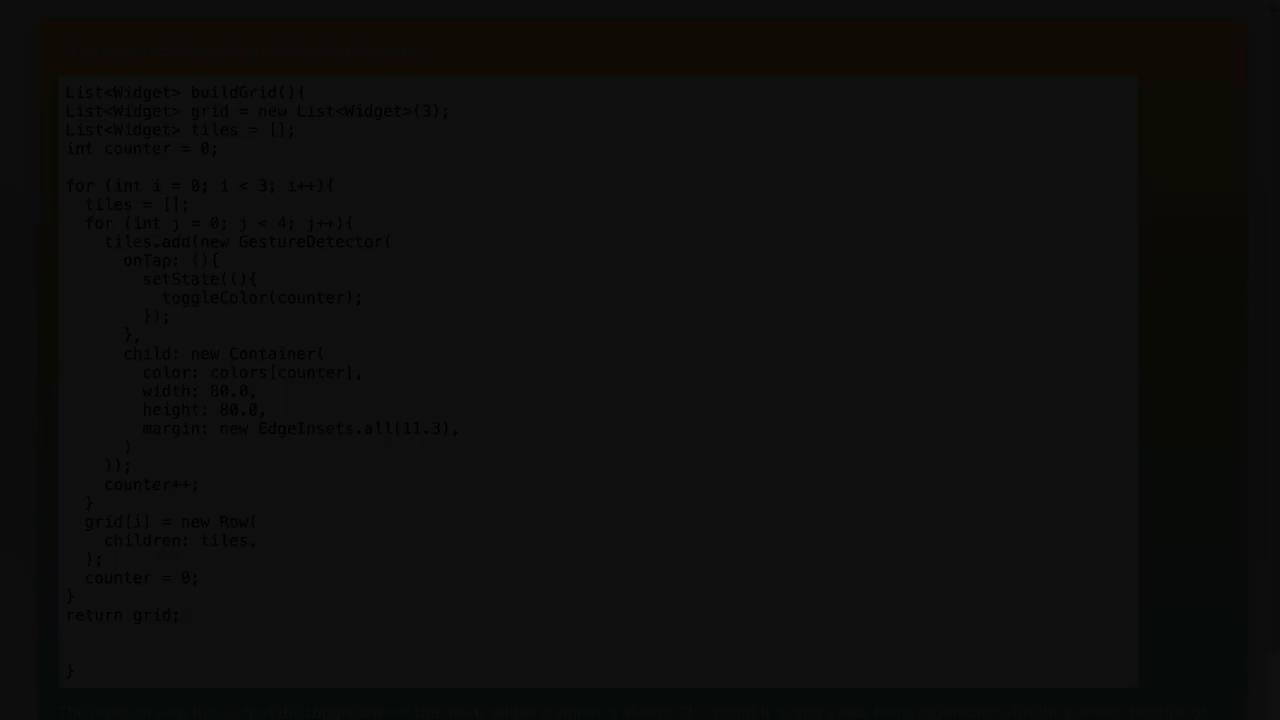 List<Widget> buildGrid(){
List<Widget> grid = new List<Widget>(3);
List<Widget> tiles = [];
int counter = 0;
for (int i = 0; i < 3; i++){
tiles = [];
for (int j = 0; j < 4; j++){
tiles.add(new GestureDetector(
onTap: (){
setState((){
toggleColor(counter);
});
},
child: new Container(
color: colors[counter],
width: 80.0,
height: 80.0,
margin: new EdgeInsets.all(11.3),
)
));
counter++;
}
grid[i] = new Row(
children: tiles,
);
counter = 0;
}
return grid;
}